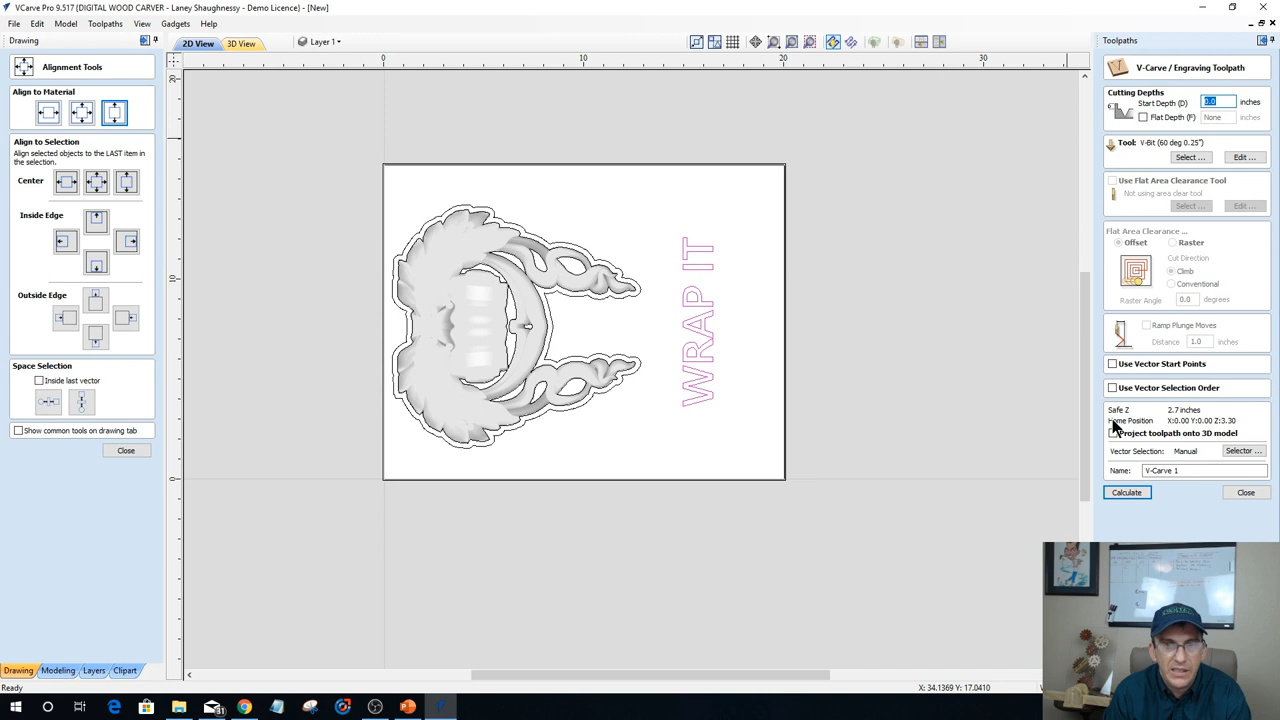 VCarve Pro 9.517 {DIGITAL WOOD CARVER} - Laney Shaughnessy - Demo Licence} - [New]
File Edit Model Toolpaths View Gadgets Help
Drawing
2D View 3D View Layer 1
Toolpaths
Alignment Tools
Align to Material
Align to Selection
Align selected objects to the LAST item in
the selection.
Center
Inside Edge
Outside Edge
Space Selection
Inside last vector
Show common tools on drawing tab
Close
0 10 20 30
20
10
0
WRAP IT
V-Carve / Engraving Toolpath
Cutting Depths
Start Depth (D) 0.0 inches
Flat Depth (F) None inches
Tool: V-Bit (60 deg 0.25")
Select ... Edit ...
Use Flat Area Clearance Tool
Not using area clear tool
Select ... Edit ...
Flat Area Clearance ...
Offset Raster
Cut Direction
Climb
Conventional
Raster Angle 0.0 degrees
Ramp Plunge Moves
Distance 1.0 inches
Use Vector Start Points
Use Vector Selection Order
Safe Z 2.7 inches
Home Position X:0.00 Y:0.00 Z:3.30
Project toolpath onto 3D model
Vector Selection: Manual Selector ...
Name: V-Carve 1
Calculate Close
Drawing Modeling Layers Clipart
Ready
X: 34.1369 Y: 17.0410
31